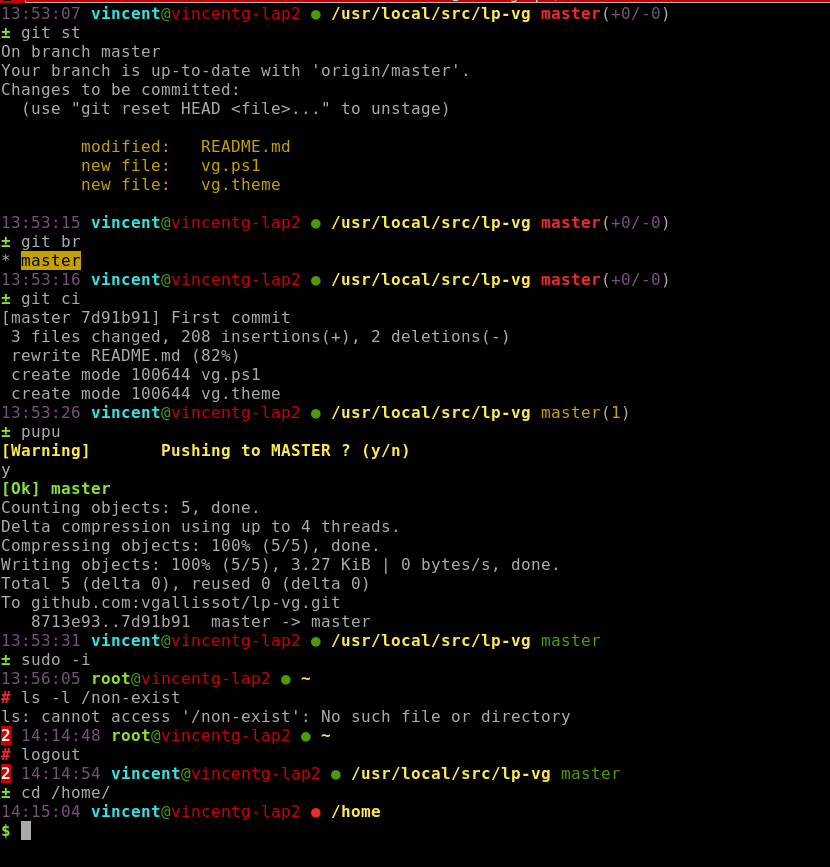 13:53:07 vincent@vincentg-lap2 ● /usr/local/src/lp-vg master(+0/-0)
± git st
On branch master
Your branch is up-to-date with 'origin/master'.
Changes to be committed:
  (use "git reset HEAD <file>..." to unstage)

        modified:   README.md
        new file:   vg.ps1
        new file:   vg.theme

13:53:15 vincent@vincentg-lap2 ● /usr/local/src/lp-vg master(+0/-0)
± git br
* master
13:53:16 vincent@vincentg-lap2 ● /usr/local/src/lp-vg master(+0/-0)
± git ci
[master 7d91b91] First commit
 3 files changed, 208 insertions(+), 2 deletions(-)
 rewrite README.md (82%)
 create mode 100644 vg.ps1
 create mode 100644 vg.theme
13:53:26 vincent@vincentg-lap2 ● /usr/local/src/lp-vg master(1)
± pupu
[Warning]       Pushing to MASTER ? (y/n)
y
[Ok] master
Counting objects: 5, done.
Delta compression using up to 4 threads.
Compressing objects: 100% (5/5), done.
Writing objects: 100% (5/5), 3.27 KiB | 0 bytes/s, done.
Total 5 (delta 0), reused 0 (delta 0)
To github.com:vgallissot/lp-vg.git
   8713e93..7d91b91  master -> master
13:53:31 vincent@vincentg-lap2 ● /usr/local/src/lp-vg master
± sudo -i
13:56:05 root@vincentg-lap2 ● ~
# ls -l /non-exist
ls: cannot access '/non-exist': No such file or directory
2 14:14:48 root@vincentg-lap2 ● ~
# logout
2 14:14:54 vincent@vincentg-lap2 ● /usr/local/src/lp-vg master
± cd /home/
14:15:04 vincent@vincentg-lap2 ● /home
$